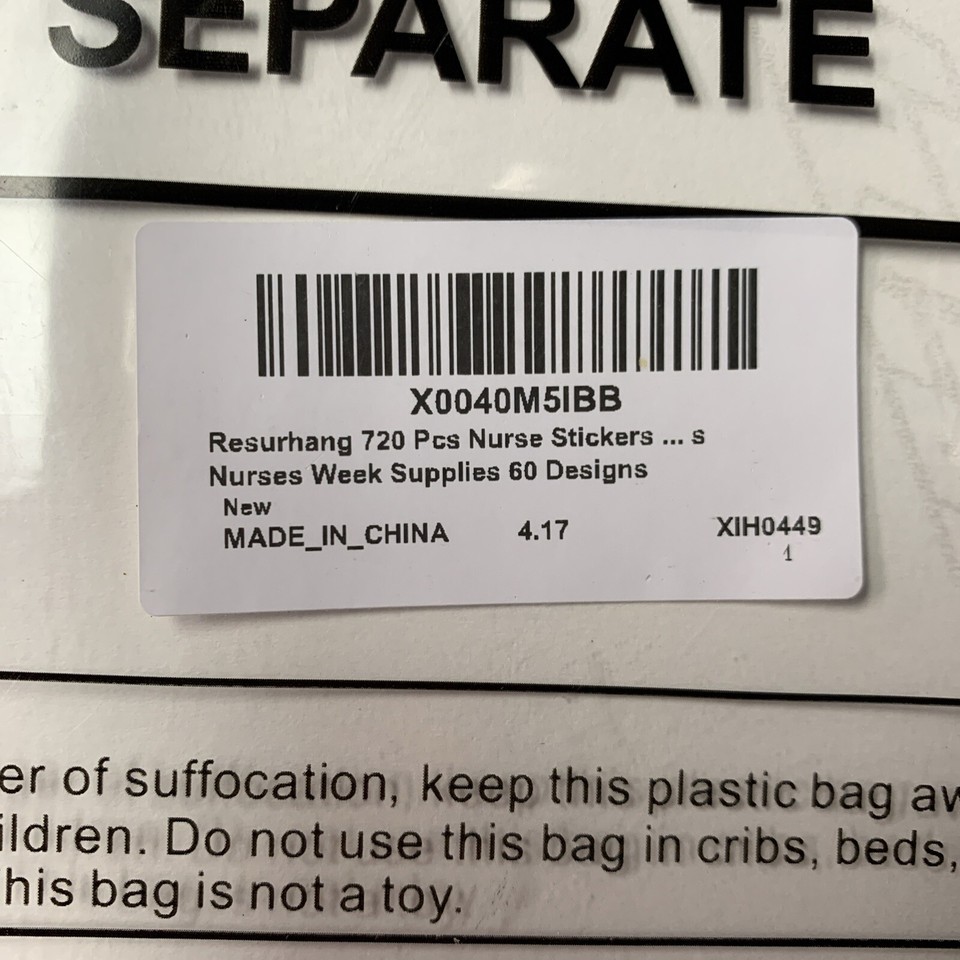 SEPARATE
X0040M5IBB
Resurhang 720 Pcs Nurse Stickers ... s
Nurses Week Supplies 60 Designs
New
MADE_IN_CHINA 4.17 XIH0449
1
er of suffocation, keep this plastic bag aw
ildren. Do not use this bag in cribs, beds,
his bag is not a toy.